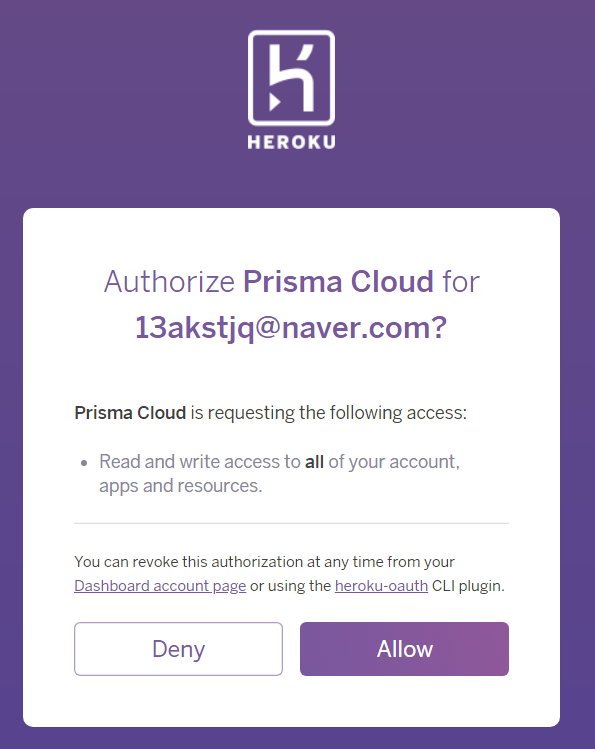 HEROKU
Authorize Prisma Cloud for
13akstjq@naver.com?
Prisma Cloud is requesting the following access:
• Read and write access to all of your account,
apps and resources.
You can revoke this authorization at any time from your
Dashboard account page or using the heroku-oauth CLI plugin.
Deny
Allow